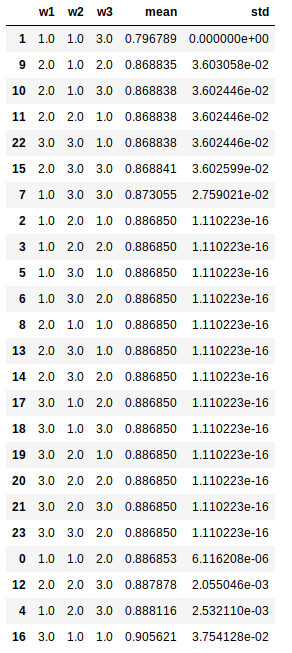 w1 w2 w3 mean std
1 1.0 1.0 3.0 0.796789 0.000000e+00
9 2.0 2.0 1.0 0.868835 3.603058e-02
10 2.0 1.0 3.0 0.868838 3.602446e-02
11 2.0 2.0 1.0 0.868838 3.602446e-02
22 3.0 3.0 1.0 0.868838 3.602446e-02
15 2.0 3.0 3.0 0.868841 3.602599e-02
7 1.0 3.0 3.0 0.873055 2.759021e-02
2 1.0 2.0 1.0 0.886850 1.110223e-16
3 1.0 2.0 2.0 0.886850 1.110223e-16
5 1.0 3.0 1.0 0.886850 1.110223e-16
6 1.0 3.0 2.0 0.886850 1.110223e-16
8 2.0 1.0 1.0 0.886850 1.110223e-16
13 2.0 3.0 1.0 0.886850 1.110223e-16
14 2.0 3.0 2.0 0.886850 1.110223e-16
17 3.0 1.0 2.0 0.886850 1.110223e-16
18 3.0 1.0 3.0 0.886850 1.110223e-16
19 3.0 2.0 1.0 0.886850 1.110223e-16
20 3.0 2.0 2.0 0.886850 1.110223e-16
21 3.0 2.0 3.0 0.886850 1.110223e-16
23 3.0 3.0 2.0 0.886850 1.110223e-16
0 1.0 1.0 2.0 0.886853 6.116208e-06
12 2.0 2.0 3.0 0.887878 2.055046e-03
4 1.0 2.0 3.0 0.888116 2.532110e-03
16 3.0 1.0 1.0 0.905621 3.754128e-02